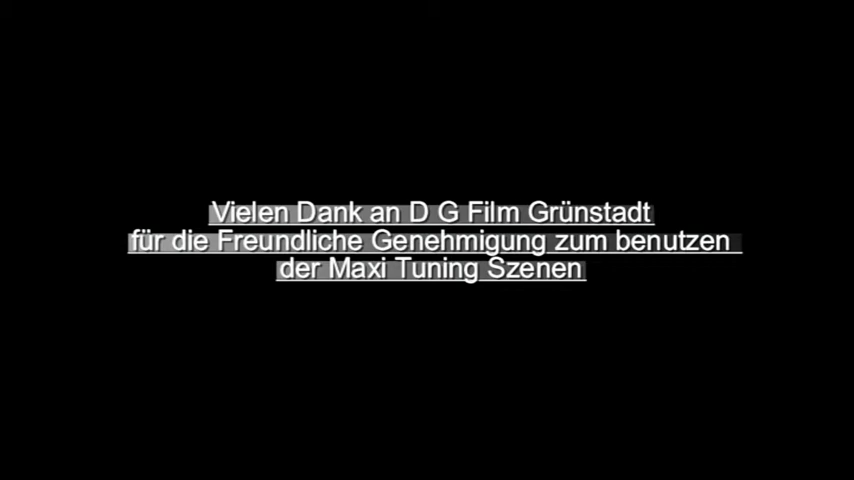 Vielen Dank an D G Film Grünstadt
für die Freundliche Genehmigung zum benutzen
der Maxi Tuning Szenen